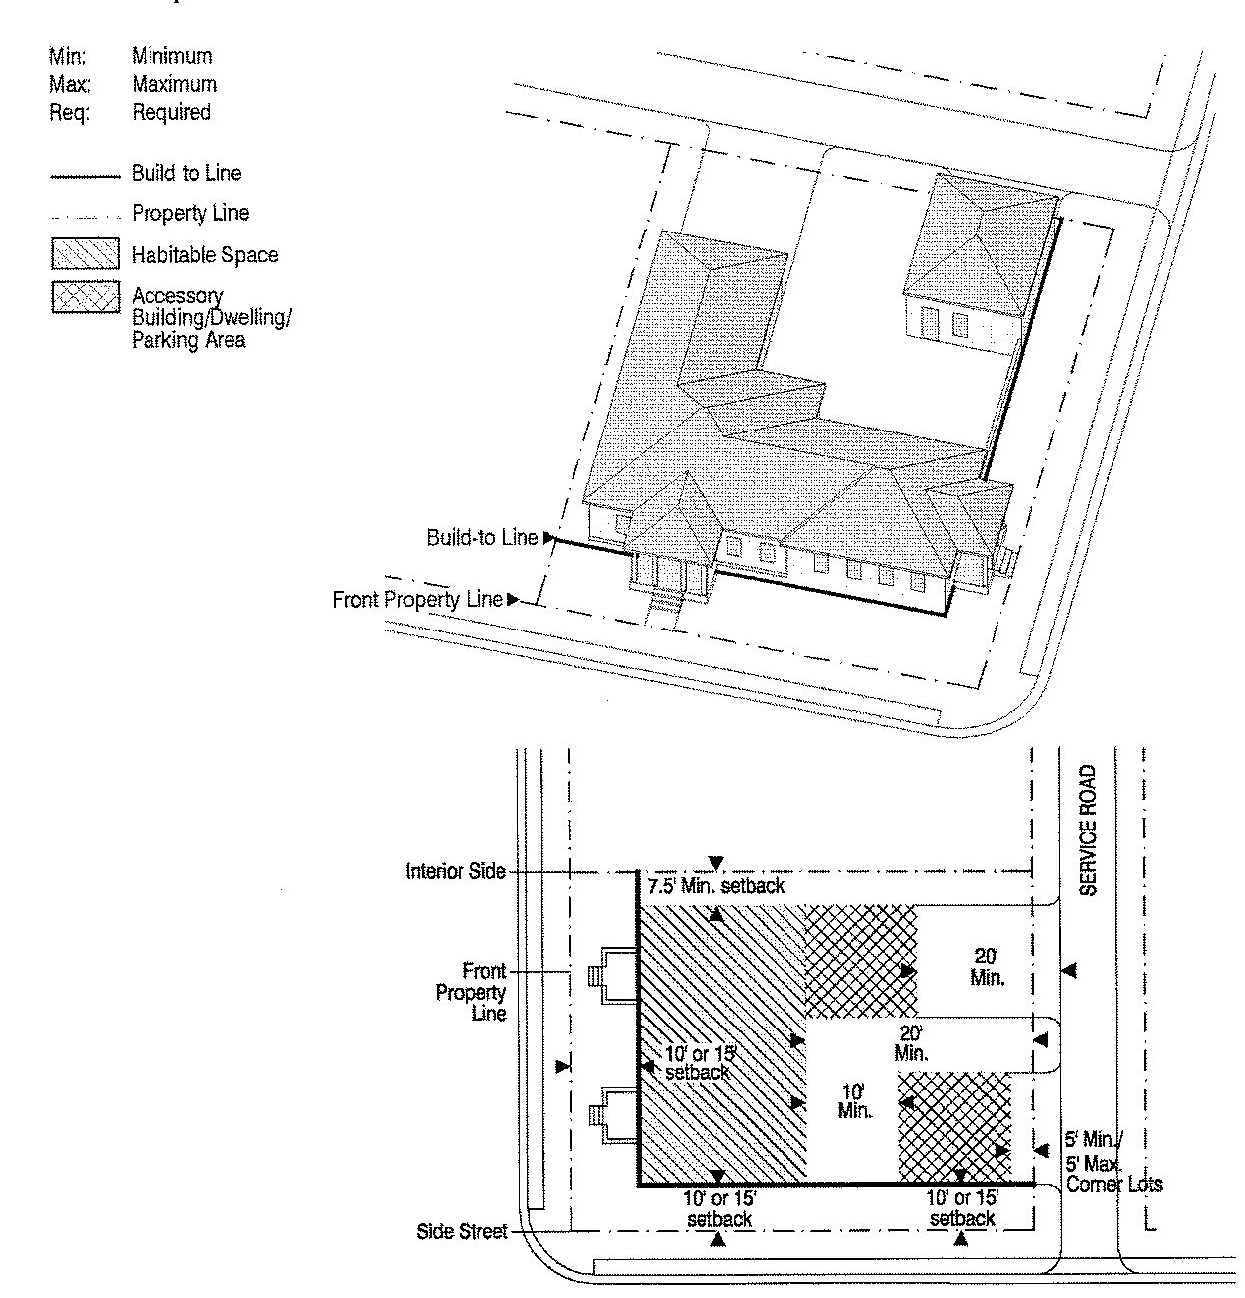 Min: Minimum
Max: Maximum
Req: Required
Build to Line
Property Line
Habitable Space
Accessory
Building/Dwelling/
Parking Area
Build-to Line
Front Property Line
SERVICE ROAD
Interior Side
7.5' Min. setback
Front
Property
Line
20'
Min.
20'
Min.
10' or 15'
setback
10'
Min.
5' Min./
5' Max.
Corner Lots
10' or 15'
setback
10' or 15'
setback
Side Street